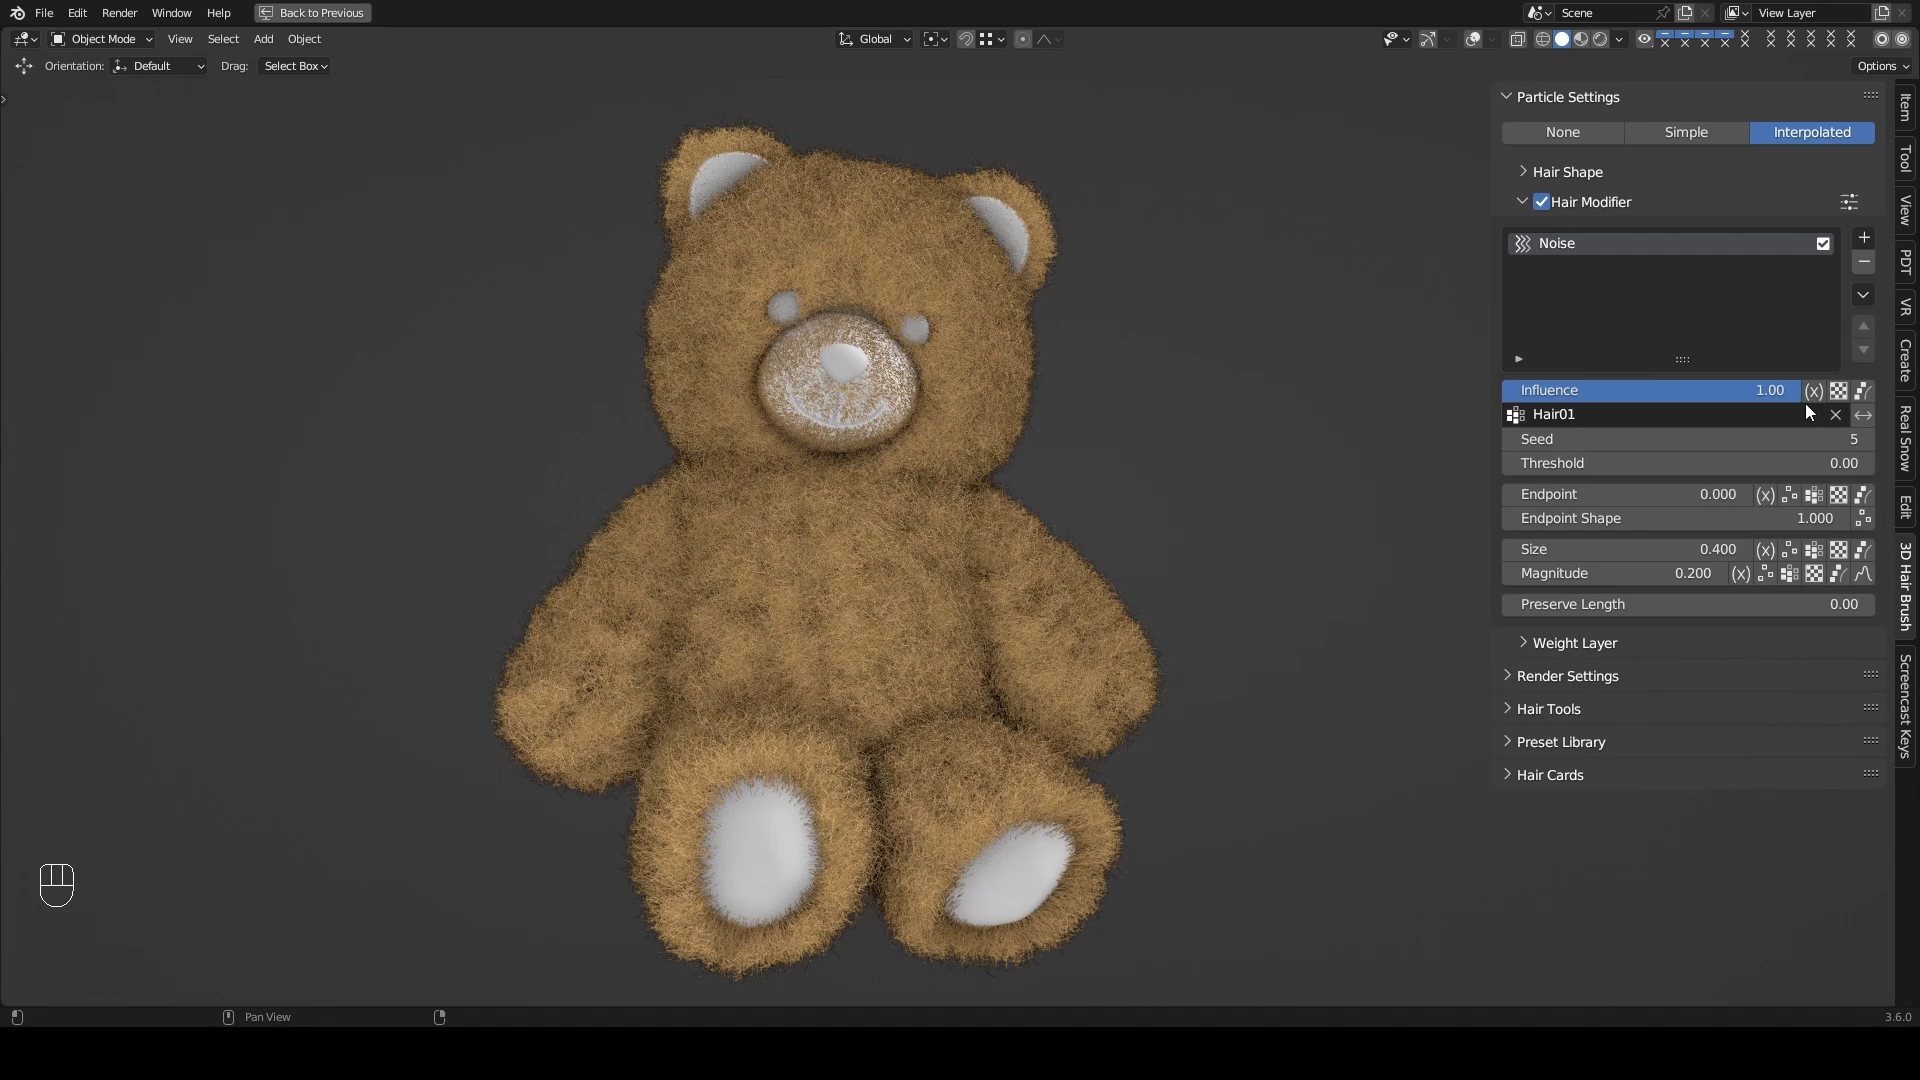 File Edit Render Window Help Back to Previous Scene View Layer
Object Mode View Select Add Object Global
Orientation: Default Drag: Select Box Options
Particle Settings
None Simple Interpolated
Hair Shape
Hair Modifier
Noise
Influence 1.00 (x)
Hair01
Seed 5
Threshold 0.00
Endpoint 0.000 (x)
Endpoint Shape 1.000
Size 0.400 (x)
Magnitude 0.200 (x)
Preserve Length 0.00
Weight Layer
Render Settings
Hair Tools
Preset Library
Hair Cards
Item
Tool
View
PDT
VR
Create
Real Snow
Edit
3D Hair Brush
Screencast Keys
Pan View 3.6.0